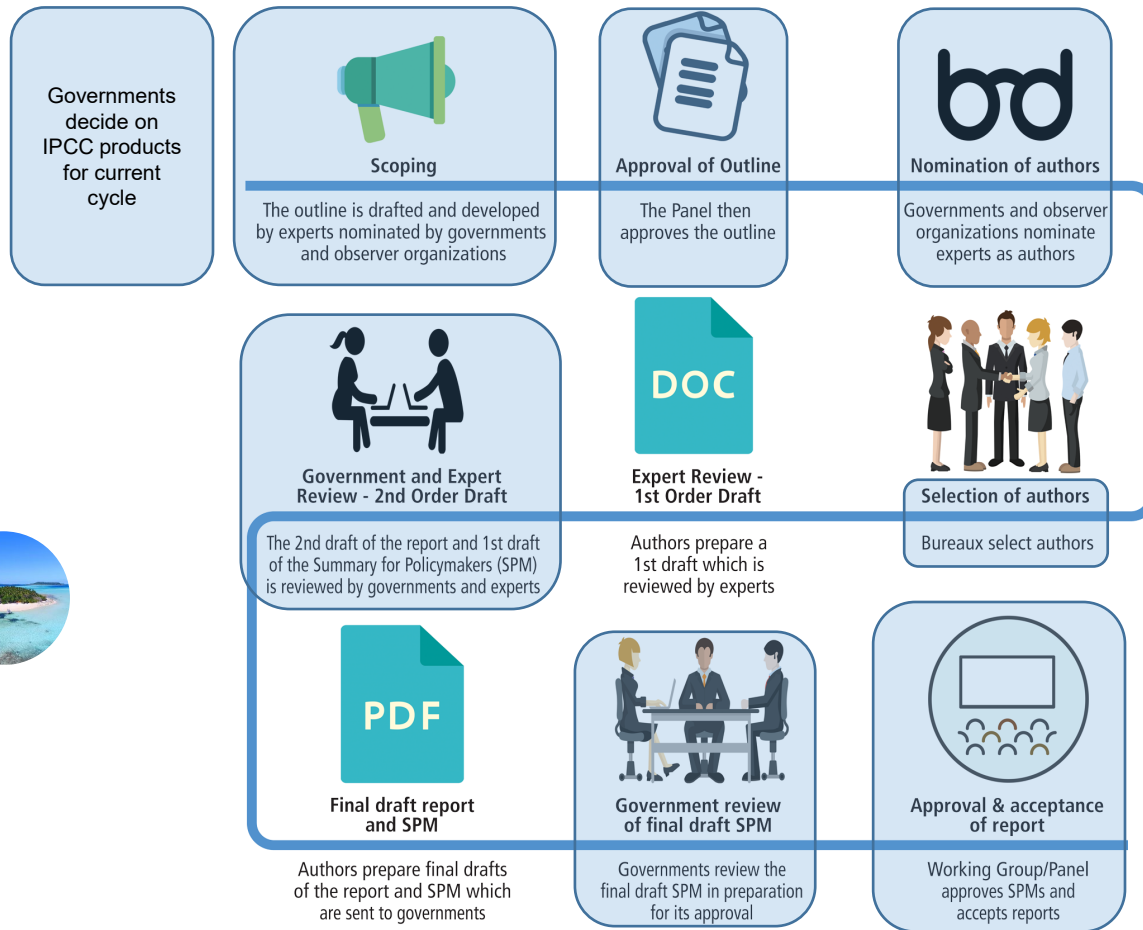 Governments
decide on
IPCC products
for current
cycle
Scoping
The outline is drafted and developed
by experts nominated by governments
and observer organizations
Approval of Outline
The Panel then
approves the outline
Nomination of authors
Governments and observer
organizations nominate
experts as authors
Selection of authors
Bureaux select authors
DOC
Expert Review -
1st Order Draft
Authors prepare a
1st draft which is
reviewed by experts
Government and Expert
Review - 2nd Order Draft
The 2nd draft of the report and 1st draft
of the Summary for Policymakers (SPM)
is reviewed by governments and experts
PDF
Final draft report
and SPM
Authors prepare final drafts
of the report and SPM which
are sent to governments
Government review
of final draft SPM
Governments review the
final draft SPM in preparation
for its approval
Approval & acceptance
of report
Working Group/Panel
approves SPMs and
accepts reports